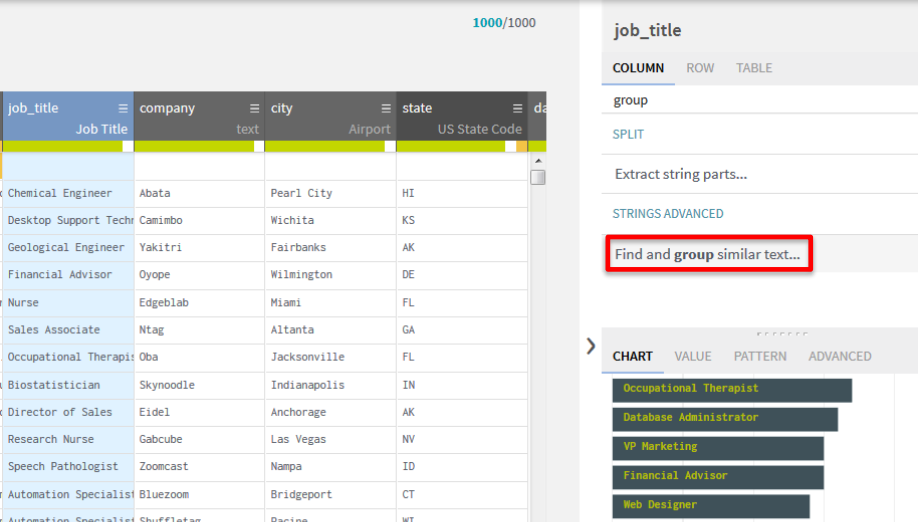 1000/1000
job_title company city state da
Job Title text Airport US State Code
Chemical Engineer Abata Pearl City HI
Desktop Support Techr Camimbo Wichita KS
Geological Engineer Yakitri Fairbanks AK
Financial Advisor Oyope Wilmington DE
Nurse Edgeblab Miami FL
Sales Associate Ntag Altanta GA
Occupational Therapis Oba Jacksonville FL
Biostatistician Skynoodle Indianapolis IN
Director of Sales Eidel Anchorage AK
Research Nurse Gabcube Las Vegas NV
Speech Pathologist Zoomcast Nampa ID
Automation Specialist Bluezoom Bridgeport CT
Automation Specialist Shuffletag Racine WI
job_title
COLUMN ROW TABLE
group
SPLIT
Extract string parts...
STRINGS ADVANCED
Find and group similar text...
CHART VALUE PATTERN ADVANCED
Occupational Therapist
Database Administrator
VP Marketing
Financial Advisor
Web Designer